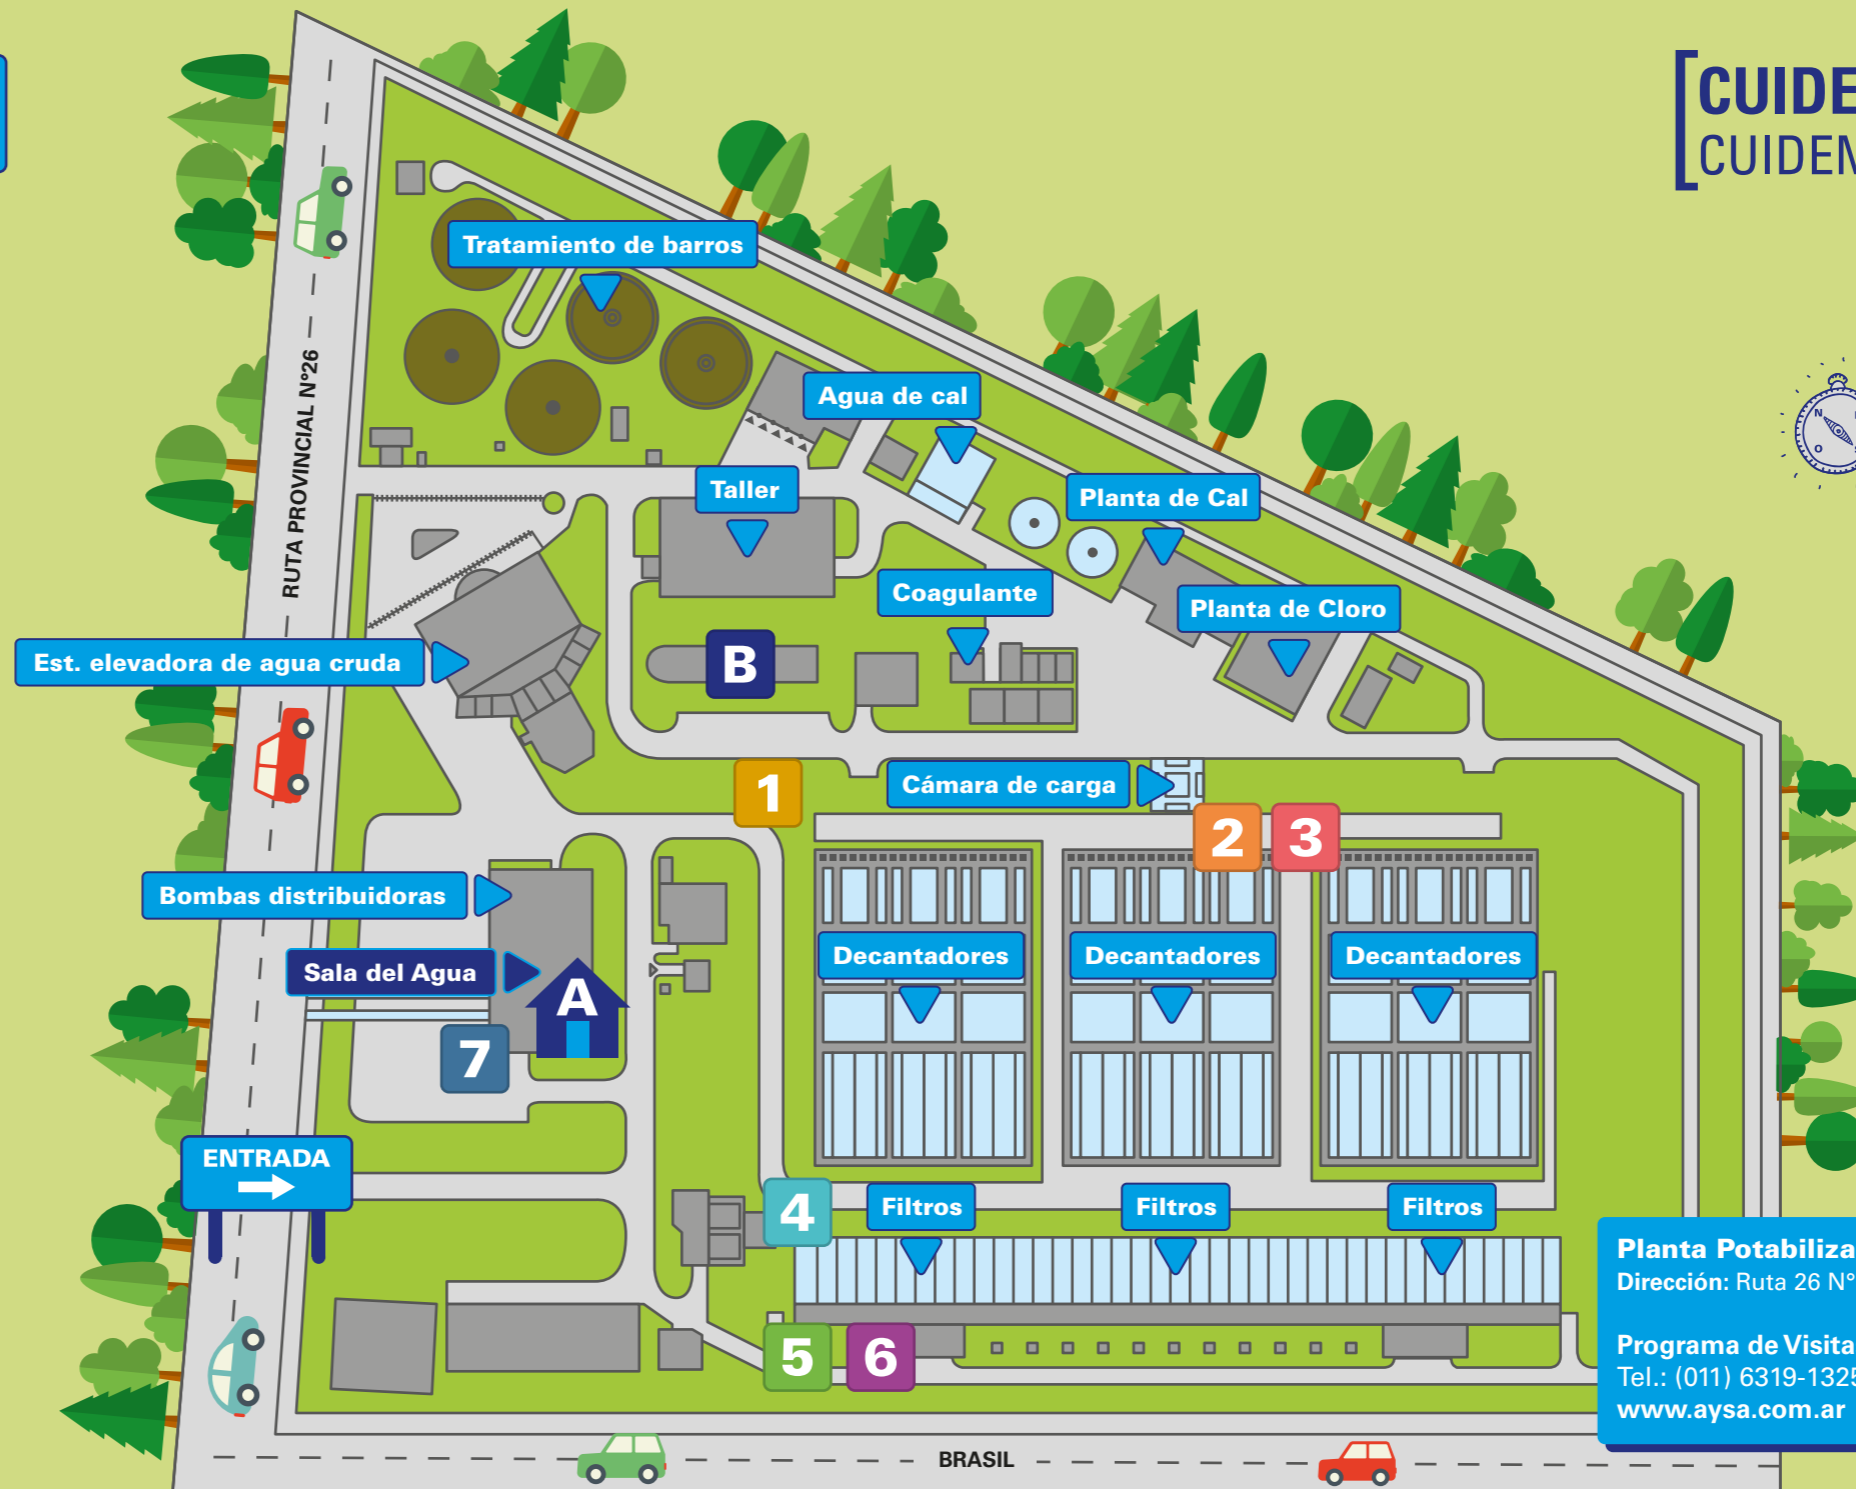 CUIDE
CUIDEM
Tratamiento de barros
RUTA PROVINCIAL N°26
Agua de cal
N
O
Taller
Planta de Cal
Coagulante
Planta de Cloro
Est. elevadora de agua cruda
B
1
Cámara de carga
2
3
Bombas distribuidoras
Decantadores
Decantadores
Decantadores
Sala del Agua
A
7
ENTRADA
4
Filtros
Filtros
Filtros
5
6
Planta Potabiliza
Dirección: Ruta 26 N°
Programa de Visita
Tel.: (011) 6319-1325
www.aysa.com.ar
BRASIL